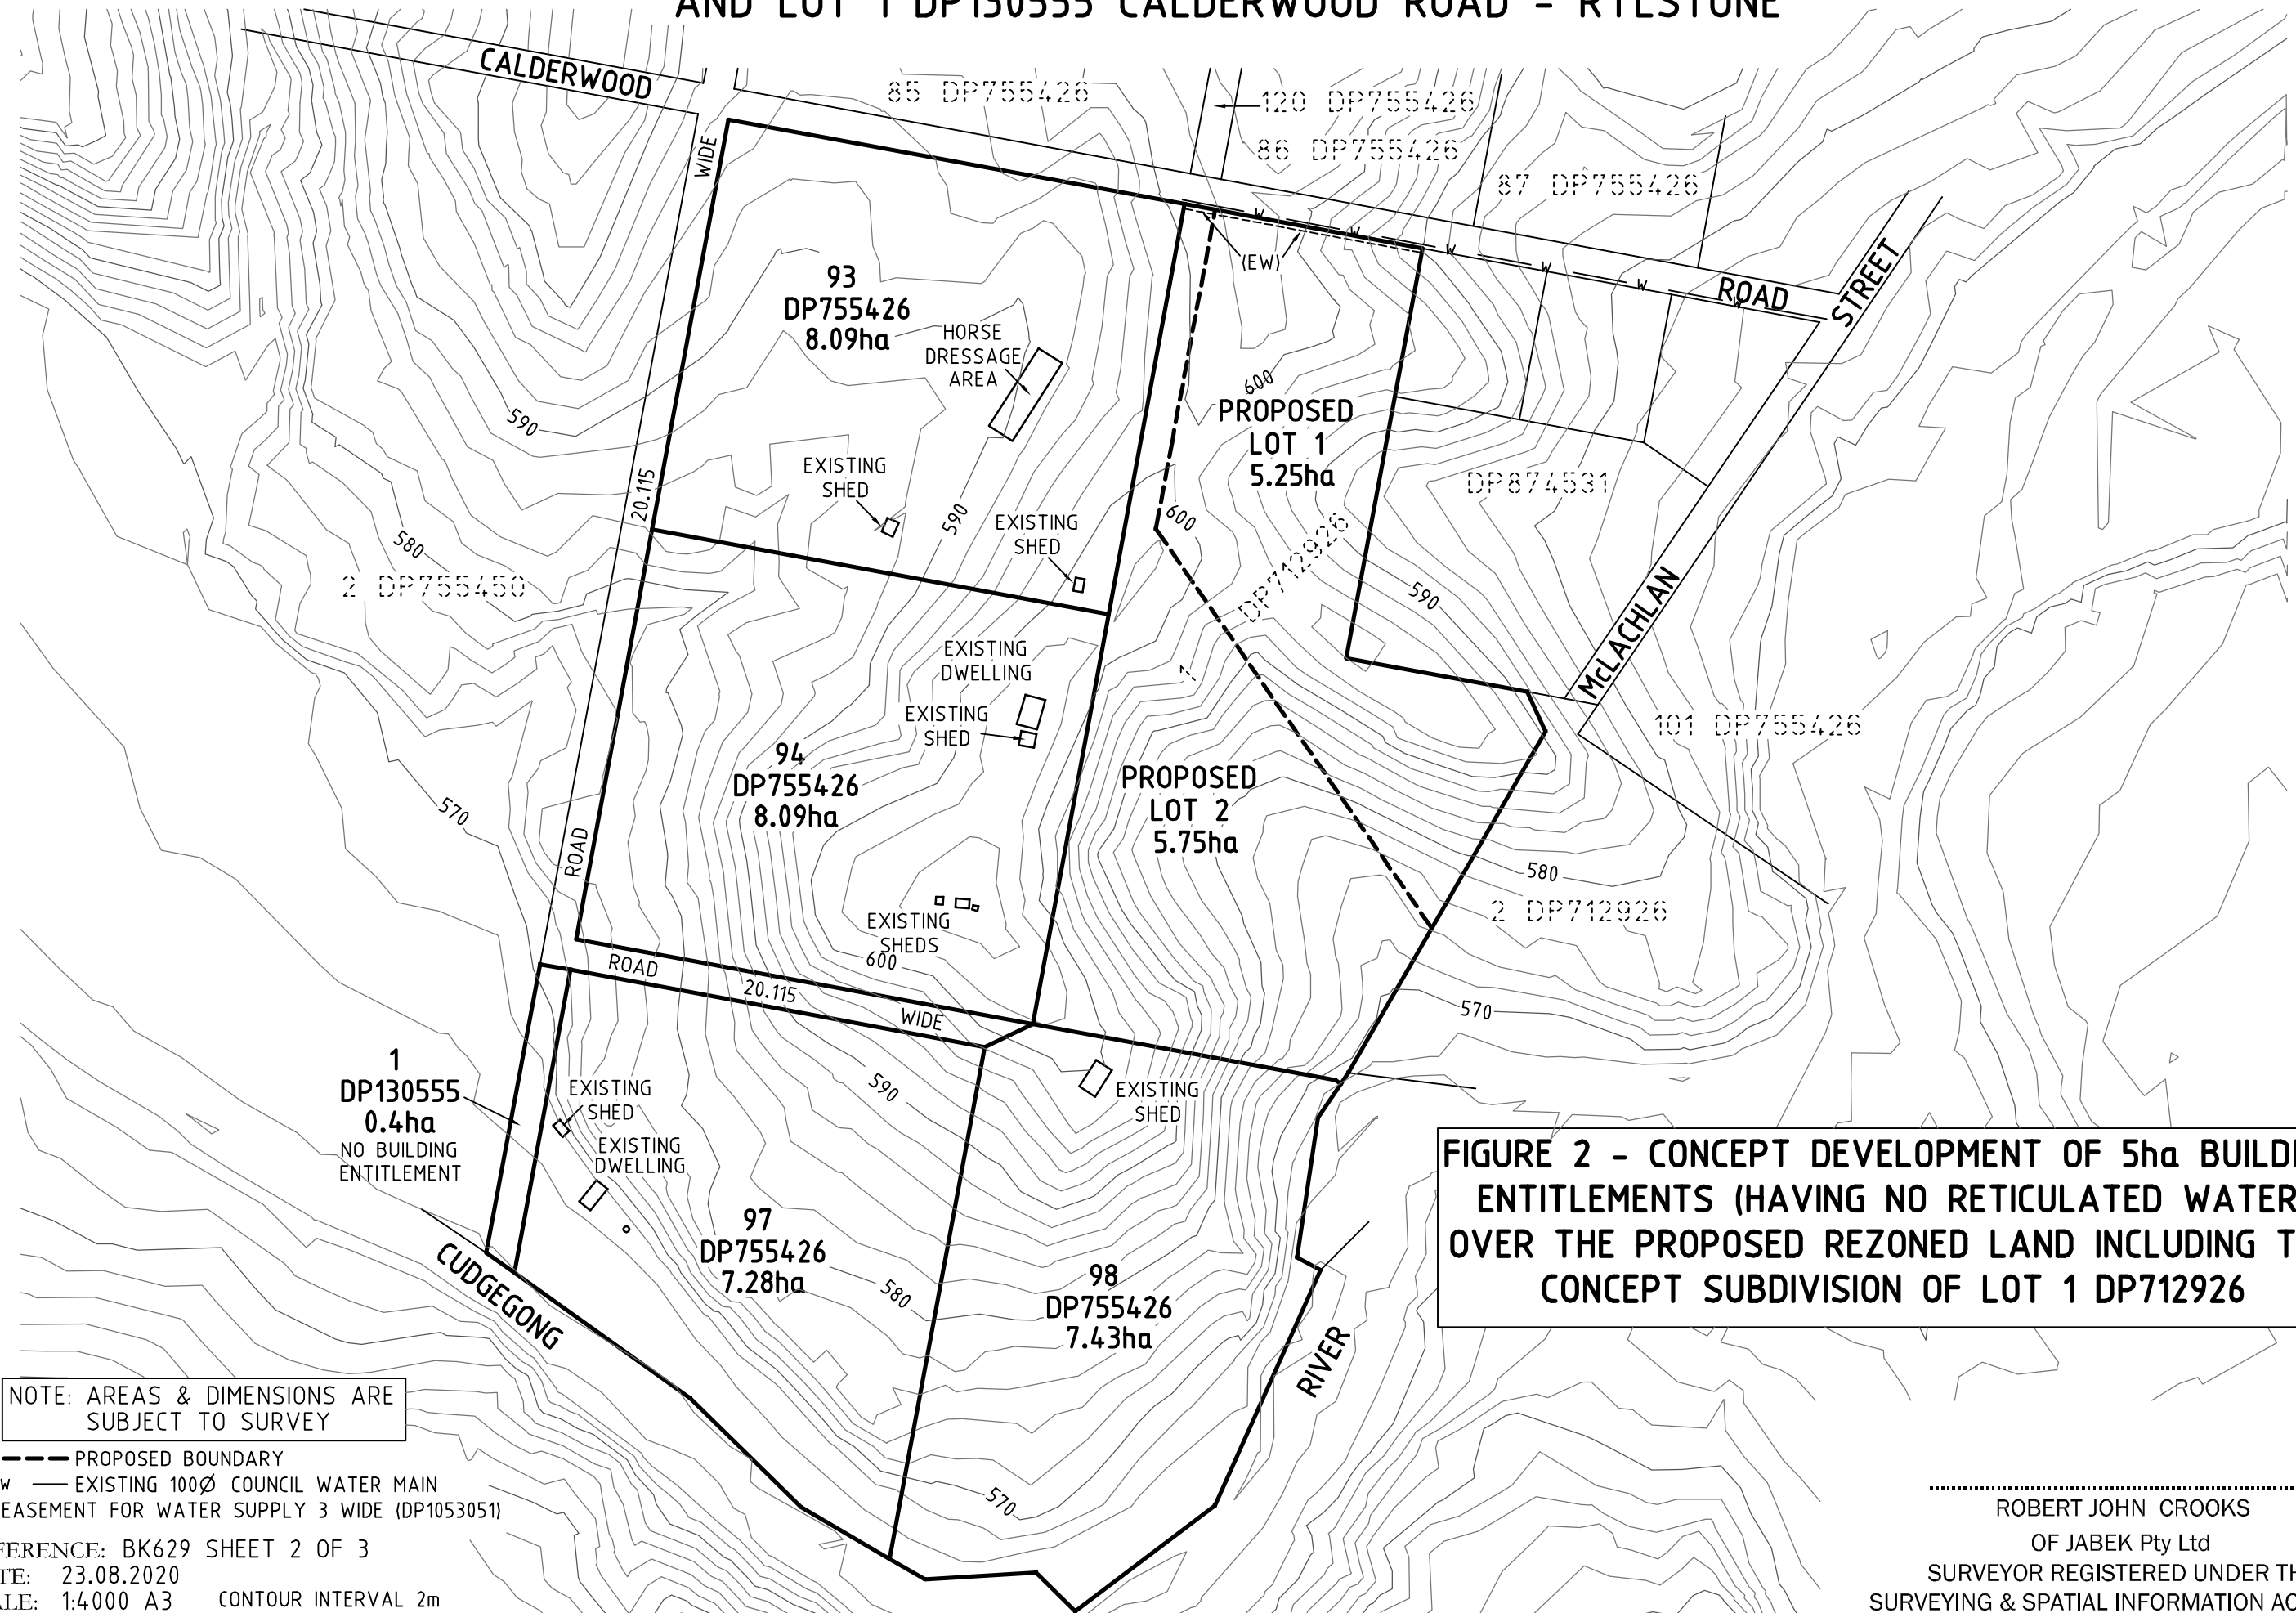 AND LOT 1 DP130555 CALDERWOOD ROAD - RYLSTONE
CALDERWOOD
85 DP755426
120 DP755426
86 DP755426
87 DP755426
WIDE
(EW)
W
W
W
W
W
W
ROAD
STREET
93
DP755426
8.09ha
HORSE
DRESSAGE
AREA
600
PROPOSED
LOT 1
5.25ha
590
EXISTING
SHED
20.115
590
EXISTING
SHED
600
DP874531
DP712926
1
580
2 DP755450
590
McLACHLAN
EXISTING
DWELLING
EXISTING
SHED
101 DP755426
94
DP755426
8.09ha
PROPOSED
LOT 2
5.75ha
570
ROAD
580
2 DP712926
EXISTING
SHEDS
600
ROAD
20.115
WIDE
570
1
DP130555
0.4ha
NO BUILDING
ENTITLEMENT
EXISTING
SHED
EXISTING
DWELLING
590
EXISTING
SHED
97
DP755426
7.28ha
580
98
DP755426
7.43ha
CUDGEGONG
RIVER
570
FIGURE 2 - CONCEPT DEVELOPMENT OF 5ha
ENTITLEMENTS (HAVING NO RETICULATED WATER
OVER THE PROPOSED REZONED LAND INCLUDING
CONCEPT SUBDIVISION OF LOT 1 DP712926
NOTE: AREAS & DIMENSIONS ARE
SUBJECT TO SURVEY
PROPOSED BOUNDARY
W EXISTING 100Ø COUNCIL WATER MAIN
EASEMENT FOR WATER SUPPLY 3 WIDE (DP1053051)
BK629 SHEET 2 OF 3
23.08.2020
1:4000 A3 CONTOUR INTERVAL 2m
ROBERT JOHN CROOKS
OF JABEK Pty Ltd
SURVEYOR REGISTERED UNDER
SURVEYING & SPATIAL INFORMATION